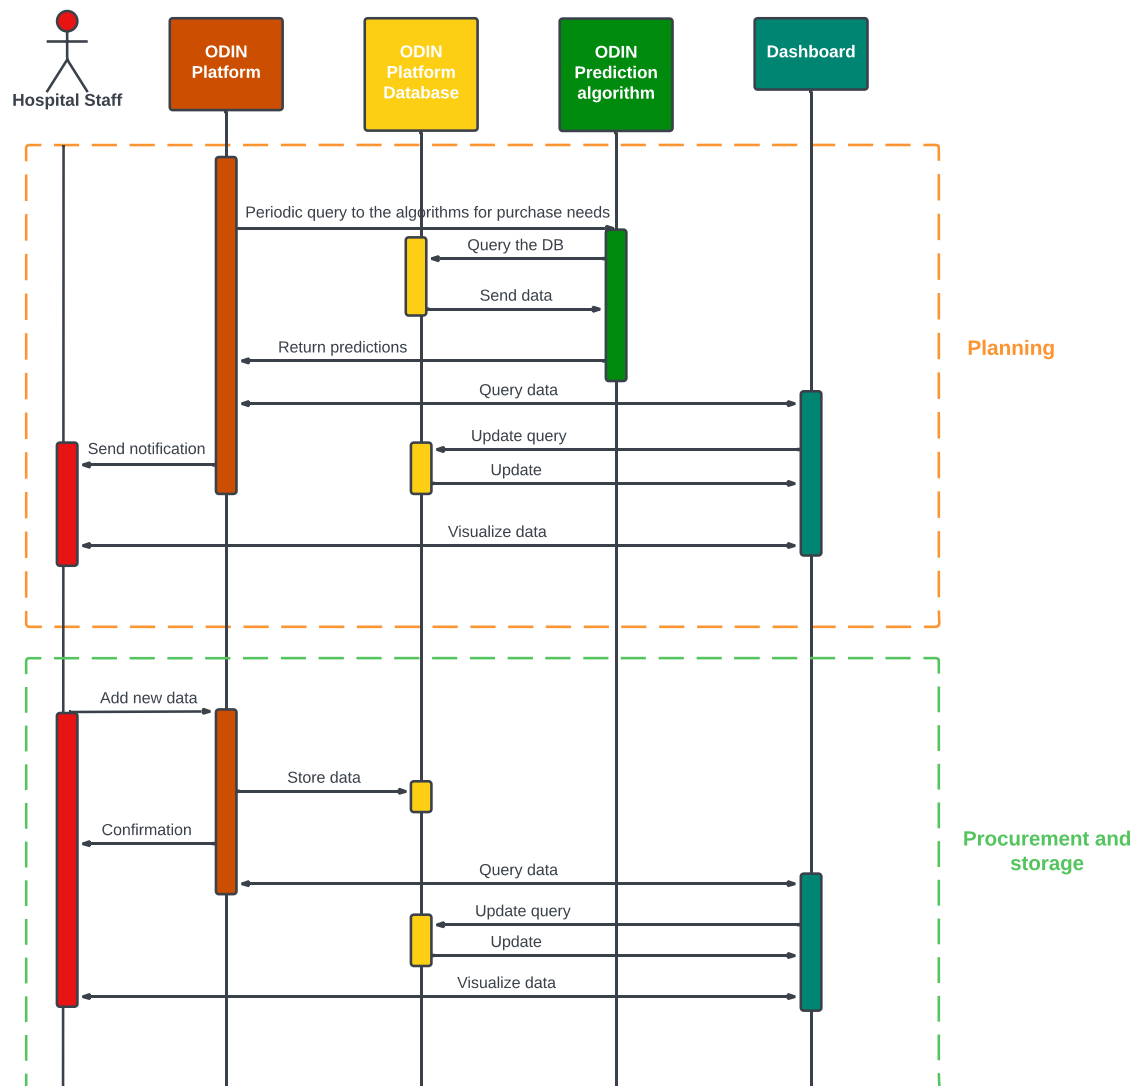 Hospital Staff
ODIN
Platform
ODIN
Platform
Database
ODIN
Prediction
algorithm
Dashboard
Periodic query to the algorithms for purchase needs
Query the DB
Send data
Return predictions
Planning
Query data
Update query
Send notification
Update
Visualize data
Add new data
Store data
Confirmation
Procurement and
storage
Query data
Update query
Update
Visualize data